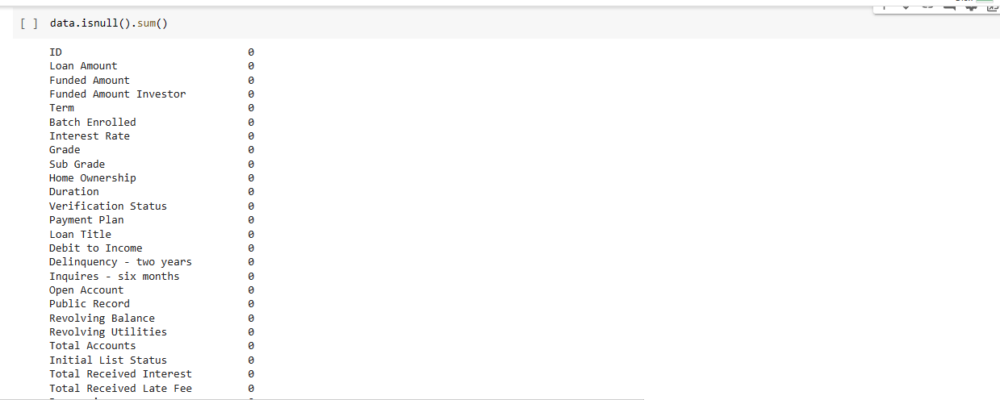 [ ] data.isnull().sum()
ID 0
Loan Amount 0
Funded Amount 0
Funded Amount Investor 0
Term 0
Batch Enrolled 0
Interest Rate 0
Grade 0
Sub Grade 0
Home Ownership 0
Duration 0
Verification Status 0
Payment Plan 0
Loan Title 0
Debit to Income 0
Delinquency - two years 0
Inquires - six months 0
Open Account 0
Public Record 0
Revolving Balance 0
Revolving Utilities 0
Total Accounts 0
Initial List Status 0
Total Received Interest 0
Total Received Late Fee 0